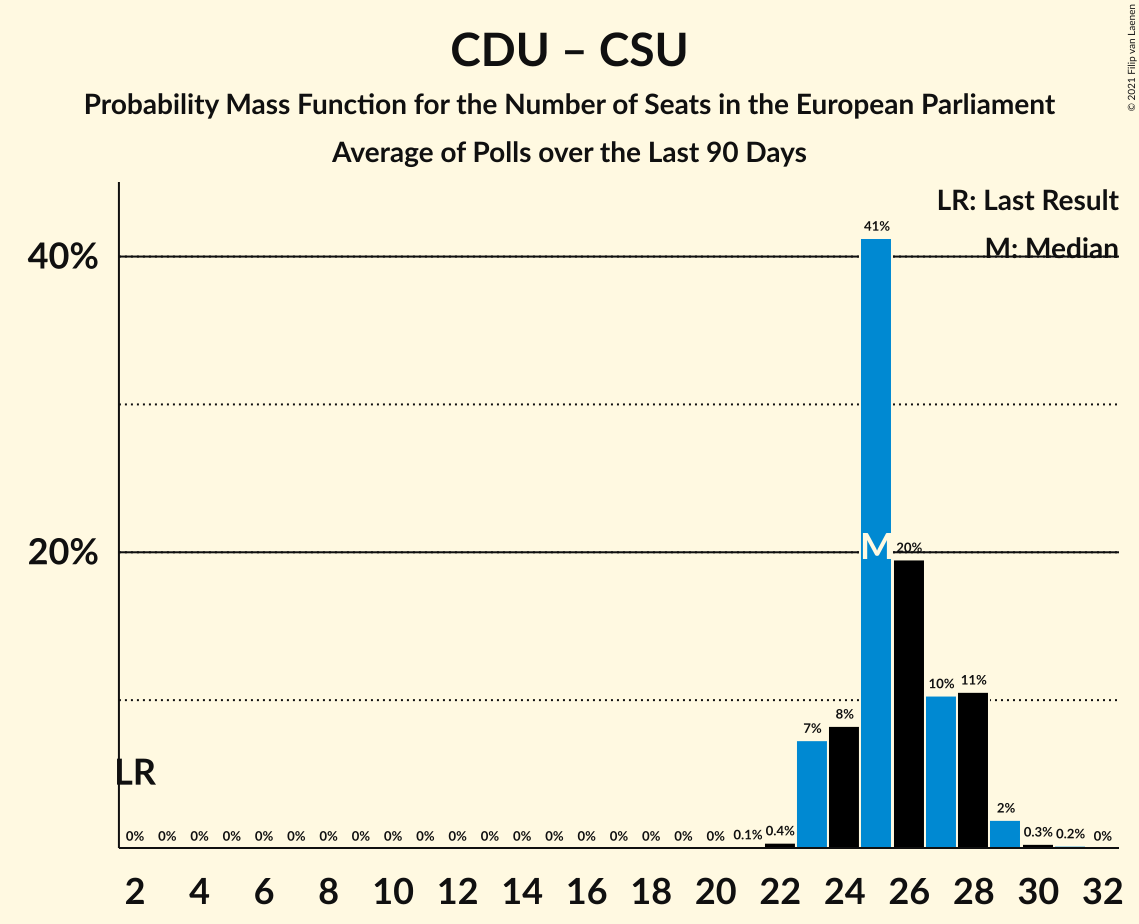 CDU – CSU
Probability Mass Function for the Number of Seats in the European Parliament
Average of Polls over the Last 90 Days
© 2021 Filip van Laenen
LR: Last Result
M: Median
40%
20%
41%
M
20%
10%
11%
7%
8%
2%
LR
0% 0% 0% 0% 0% 0% 0% 0% 0% 0% 0% 0% 0% 0% 0% 0% 0% 0% 0% 0.1% 0.4% 0.3% 0.2% 0%
2 4 6 8 10 12 14 16 18 20 22 24 26 28 30 32